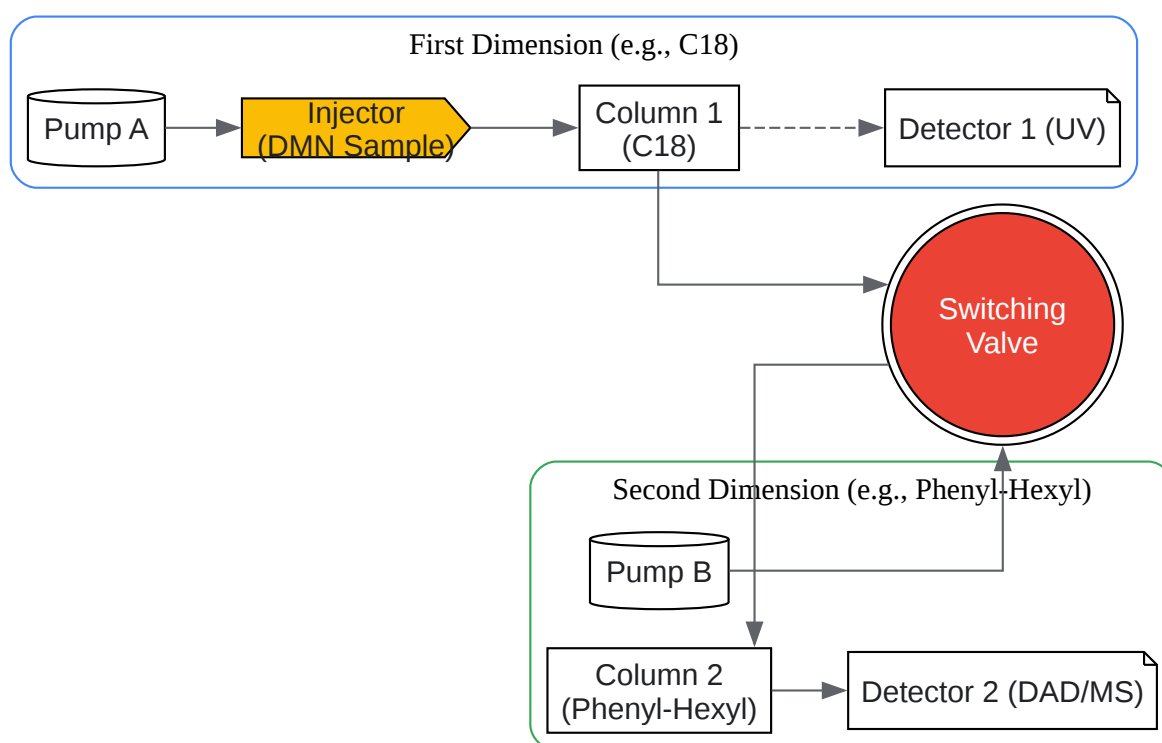 First Dimension (e.g., C18)
Pump A
Injector
(DMN Sample)
Column 1
(C18)
Detector 1 (UV)
Switching
Valve
Second Dimension (e.g., Phenyl-Hexyl)
Pump B
Column 2
(Phenyl-Hexyl)
Detector 2 (DAD/MS)